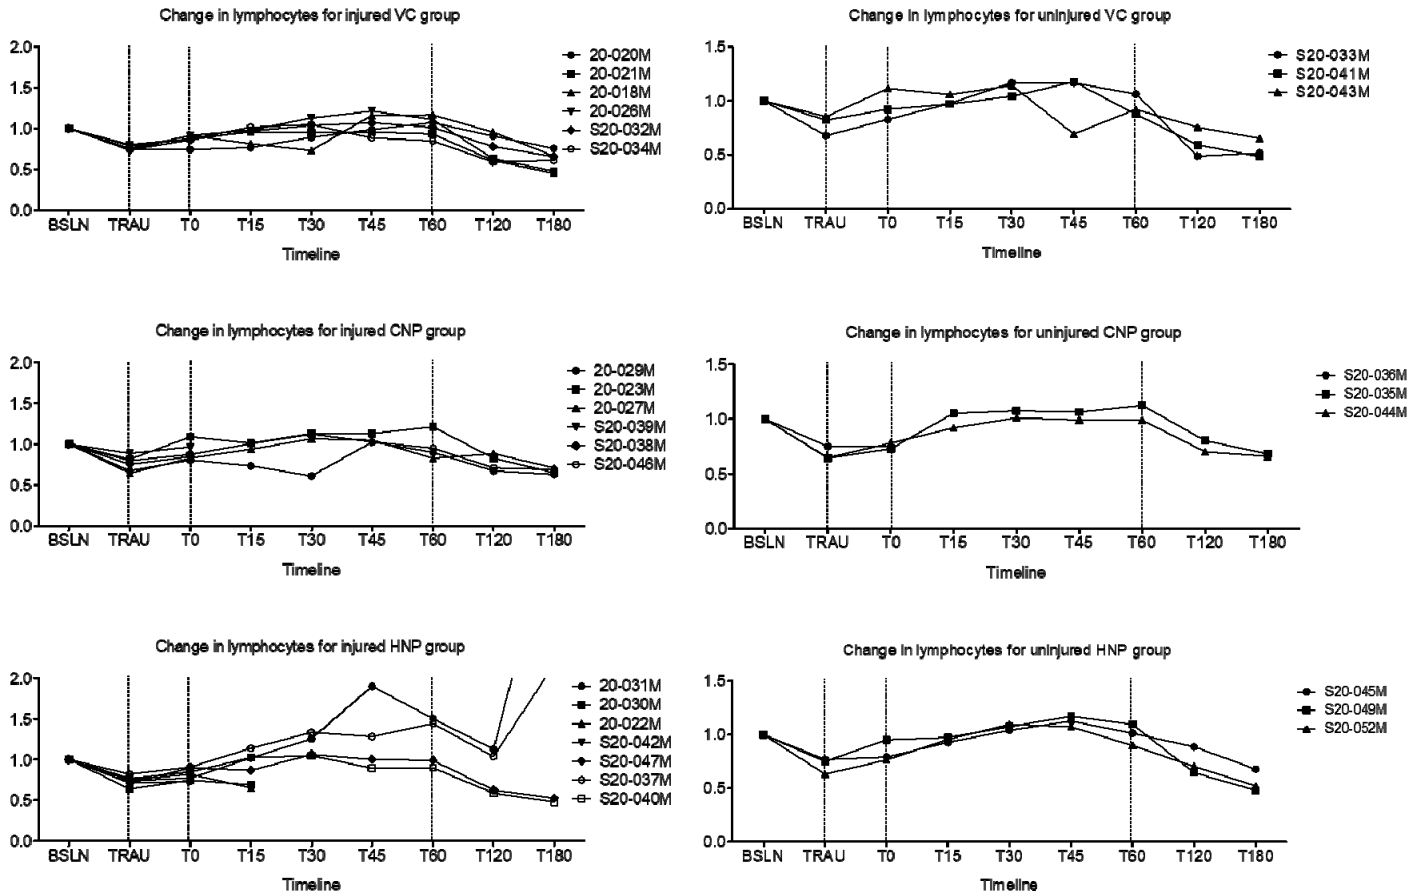 Change in lymphocytes for injured VC group
2.0
1.5
1.0
0.5
0.0
BSLN TRAU T0 T15 T30 T45 T60 T120 T180
Timeline
20-020M
20-021M
20-018M
20-026M
S20-032M
S20-034M
Change in lymphocytes for uninjured VC group
1.5
1.0
0.5
0.0
BSLN TRAU T0 T15 T30 T45 T60 T120 T180
Timeline
S20-033M
S20-041M
S20-043M
Change in lymphocytes for injured CNP group
2.0
1.5
1.0
0.5
0.0
BSLN TRAU T0 T15 T30 T45 T60 T120 T180
Timeline
20-029M
20-023M
20-027M
S20-039M
S20-038M
S20-046M
Change in lymphocytes for uninjured CNP group
1.5
1.0
0.5
0.0
BSLN TRAU T0 T15 T30 T45 T60 T120 T180
Timeline
S20-036M
S20-035M
S20-044M
Change in lymphocytes for injured HNP group
2.0
1.5
1.0
0.5
0.0
BSLN TRAU T0 T15 T30 T45 T60 T120 T180
Timeline
20-031M
20-030M
20-022M
S20-042M
S20-047M
S20-037M
S20-040M
Change in lymphocytes for uninjured HNP group
1.5
1.0
0.5
0.0
BSLN TRAU T0 T15 T30 T45 T60 T120 T180
Timeline
S20-045M
S20-049M
S20-052M